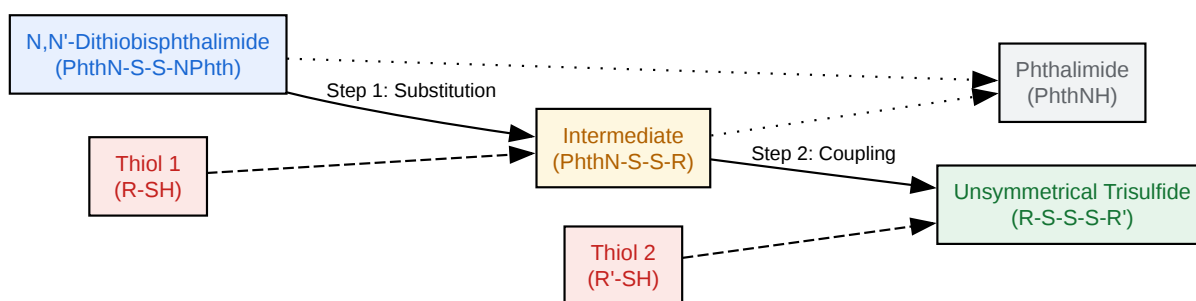 N,N'-Dithiobisphthalimide
(PhthN-S-S-NPhth)
Phthalimide
(PhthNH)
Step 1: Substitution
Thiol 1
(R-SH)
Intermediate
(PhthN-S-S-R)
Step 2: Coupling
Unsymmetrical Trisulfide
(R-S-S-S-R')
Thiol 2
(R'-SH)